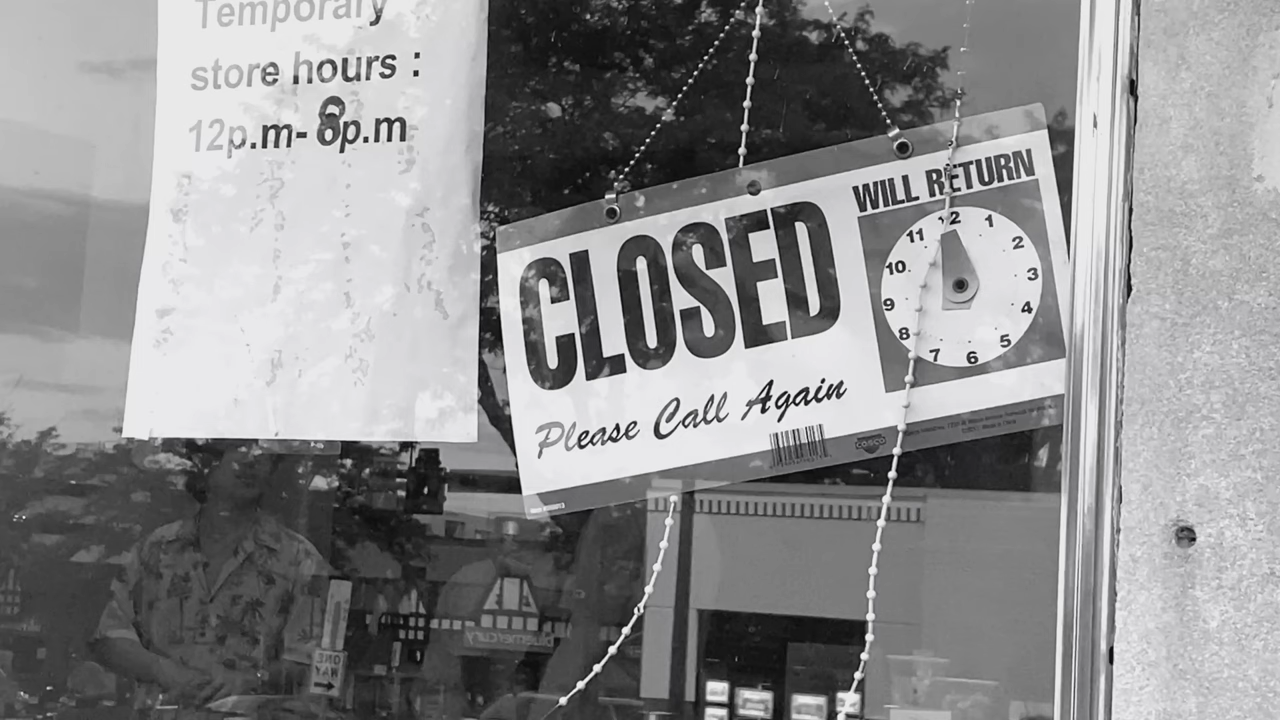 Temporary
store hours :
12p.m- 8p.m
CLOSED
Please Call Again
WILL RETURN
12
1
2
3
4
5
6
7
8
9
10
11
COSCO
bluemercury
ONE
WAY